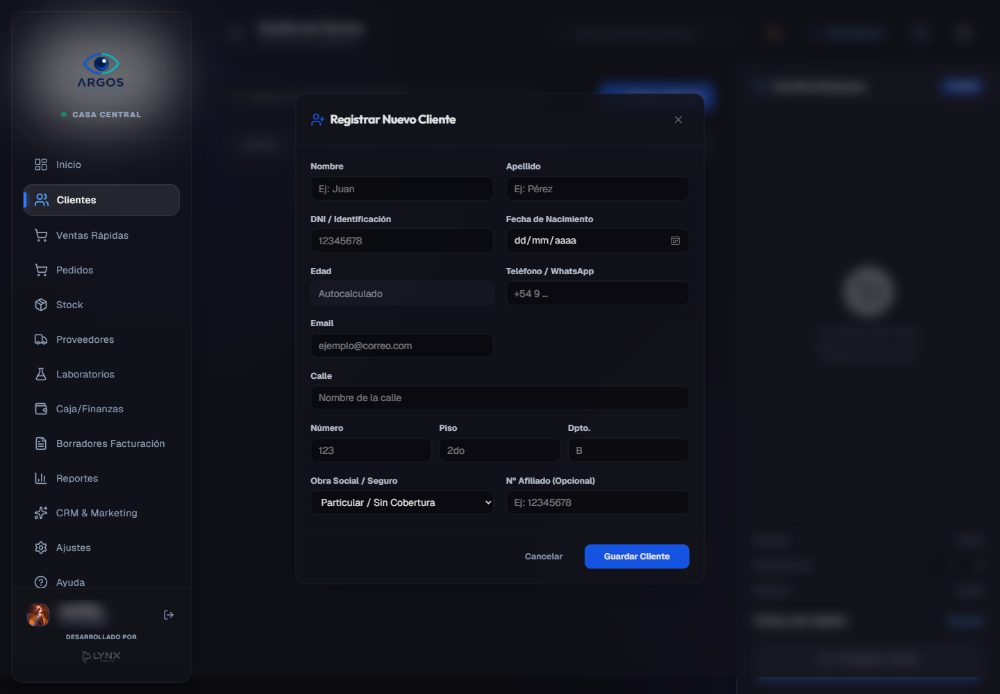 ARGOS
CASA CENTRAL
Inicio
Clientes
Ventas Rápidas
Pedidos
Stock
Proveedores
Laboratorios
Caja/Finanzas
Borradores Facturación
Reportes
CRM & Marketing
Ajustes
Ayuda
DESARROLLADO POR
LYNX
Registrar Nuevo Cliente
Nombre
Apellido
Ej: Juan
Ej: Pérez
DNI / Identificación
Fecha de Nacimiento
12345678
dd/mm/aaaa
Edad
Teléfono / WhatsApp
Autocalculado
+54 9 ...
Email
ejemplo@correo.com
Calle
Nombre de la calle
Número
Piso
Dpto.
123
2do
B
Obra Social / Seguro
Nº Afiliado (Opcional)
Particular / Sin Cobertura
Ej: 12345678
Cancelar
Guardar Cliente